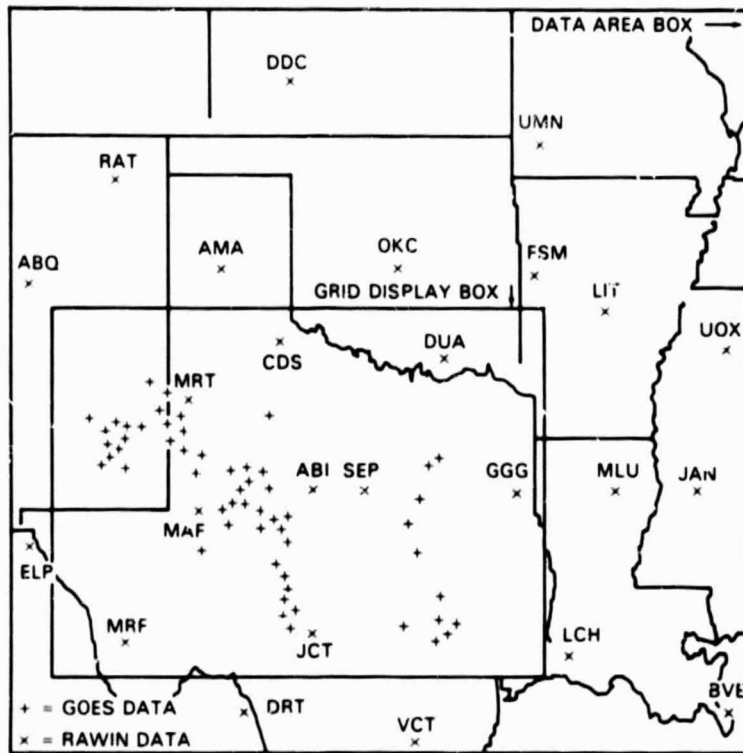 DATA AREA BOX
DDC
UMN
RAT
AMA
OKC
FSM
ABQ
GRID DISPLAY BOX
LIT
UOX
CDS
DUA
MRT
ABI SEP
GGG
MLU
JAN
MAF
ELP
MRF
JCT
LCH
+ = GOES DATA
DRT
BVE
× = RAWIN DATA
VCT